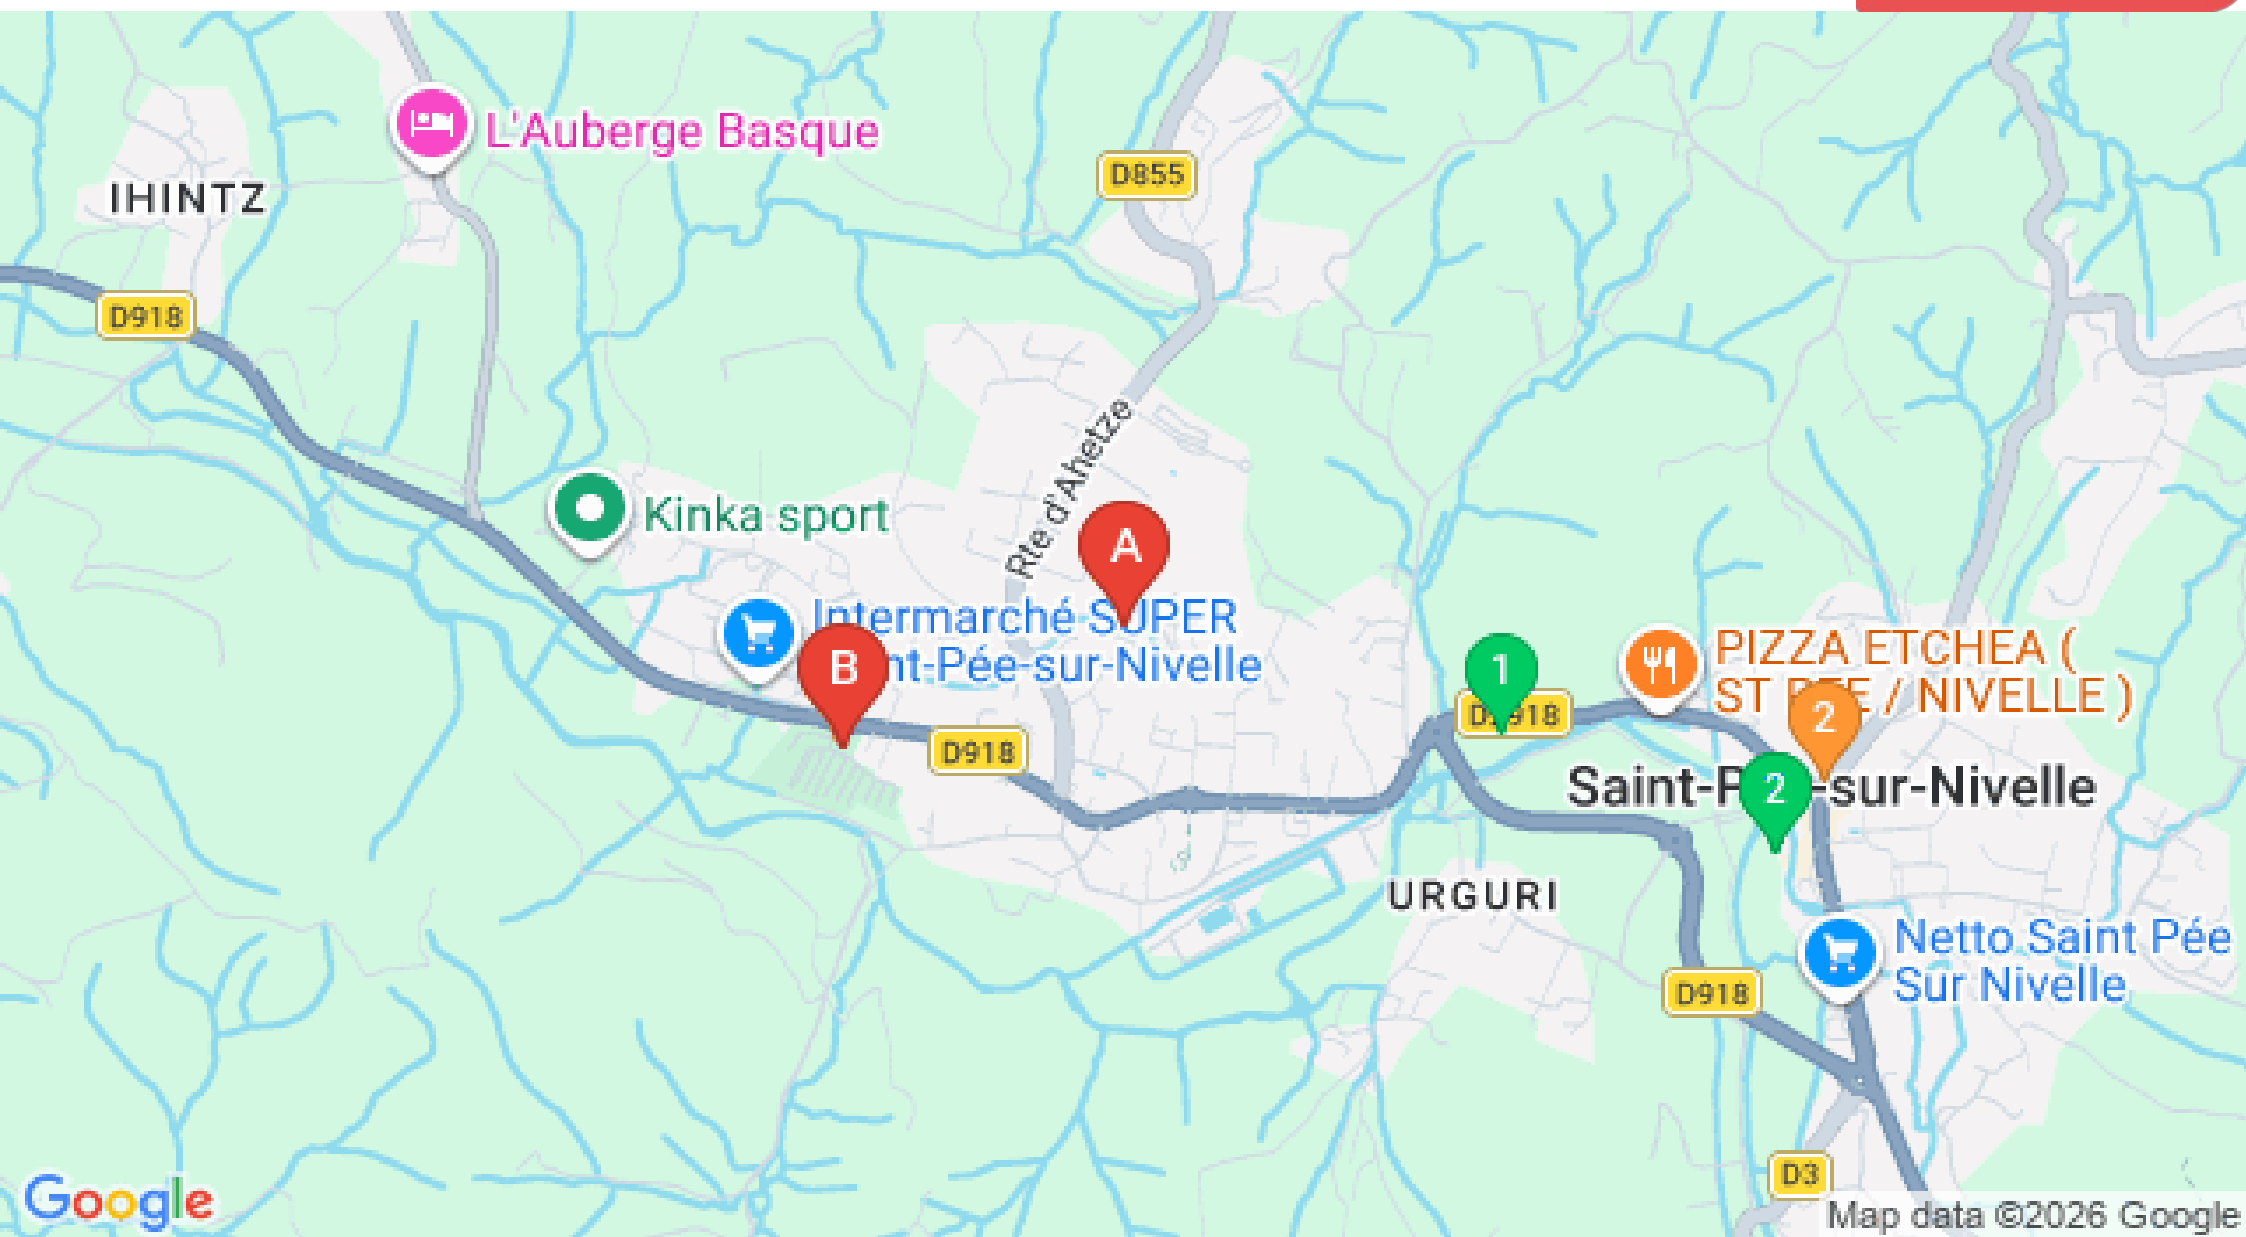 L'Auberge Basque
IHINTZ
D855
D918
Rte d'Ahetze
Kinka sport
A
Intermarché SUPER
nt-Pée-sur-Nivelle
B
1
PIZZA ETCHEA (
ST PEE / NIVELLE )
2
D918
D918
Saint-P -sur-Nivelle
2
URGURI
Netto Saint Pée
Sur Nivelle
D918
D3
Google
Map data ©2026 Google